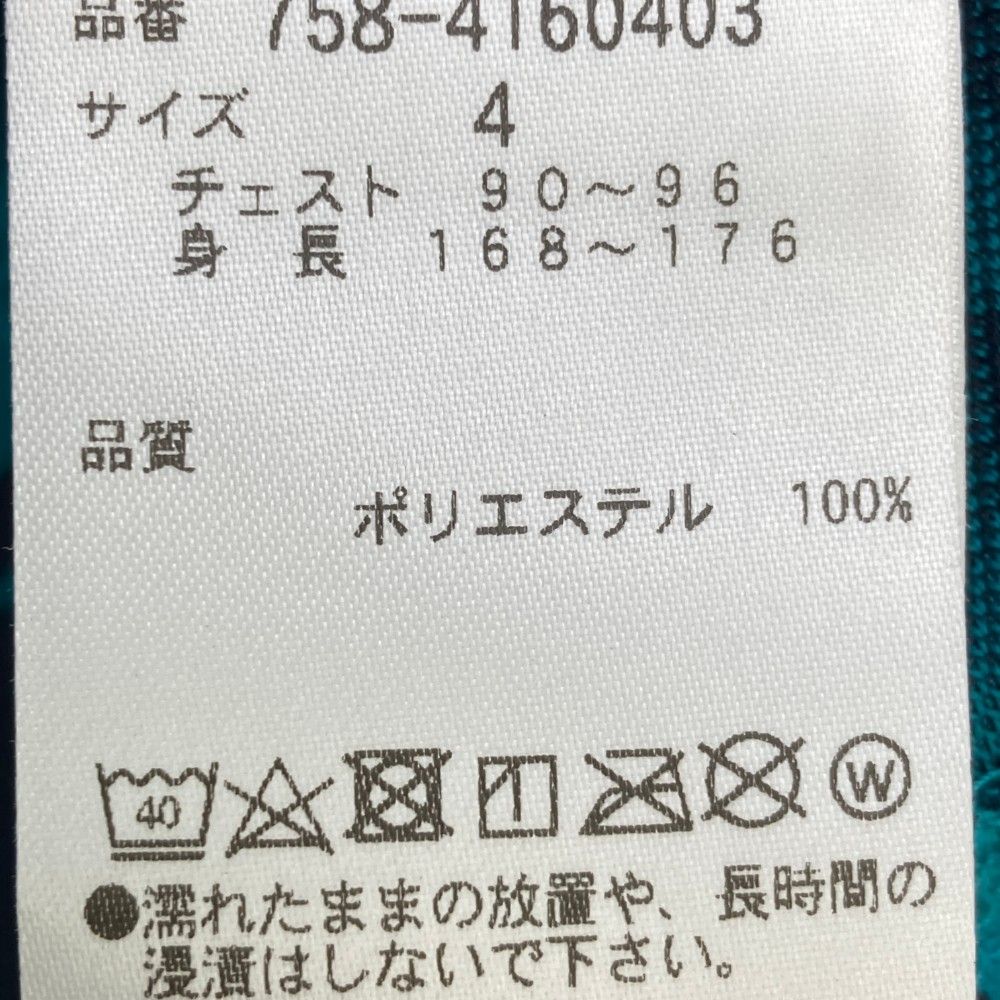 品番 758-4160403
サイズ 4
チェスト 90～96
身長 168～176
品質
ポリエステル 100%
40 W
●濡れたままの放置や、長時間の
浸漬はしないで下さい。